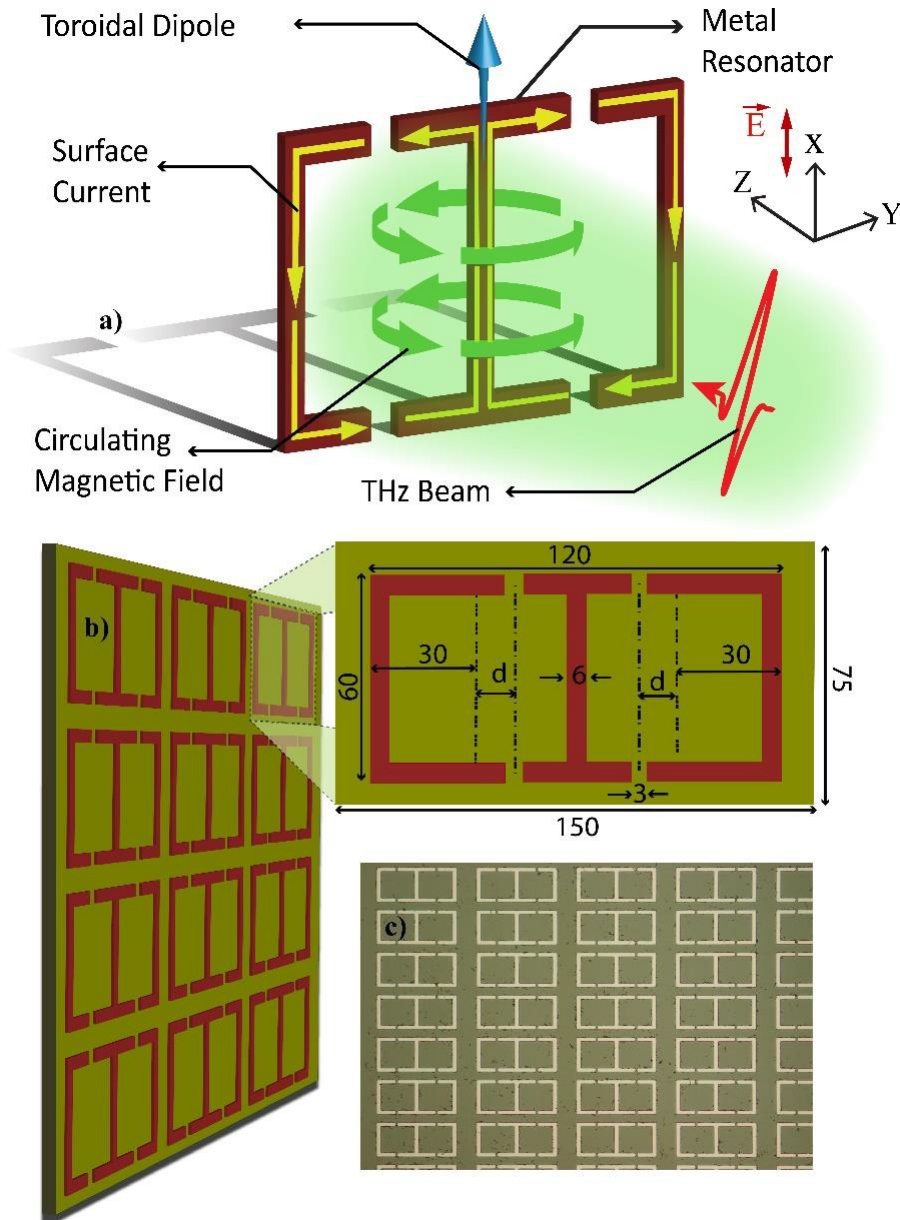 Toroidal Dipole
Metal
Resonator
Surface
Current
E
X
Z
Y
a)
Circulating
Magnetic Field
THz Beam
b)
120
30
30
d
d
6
60
75
3
150
c)